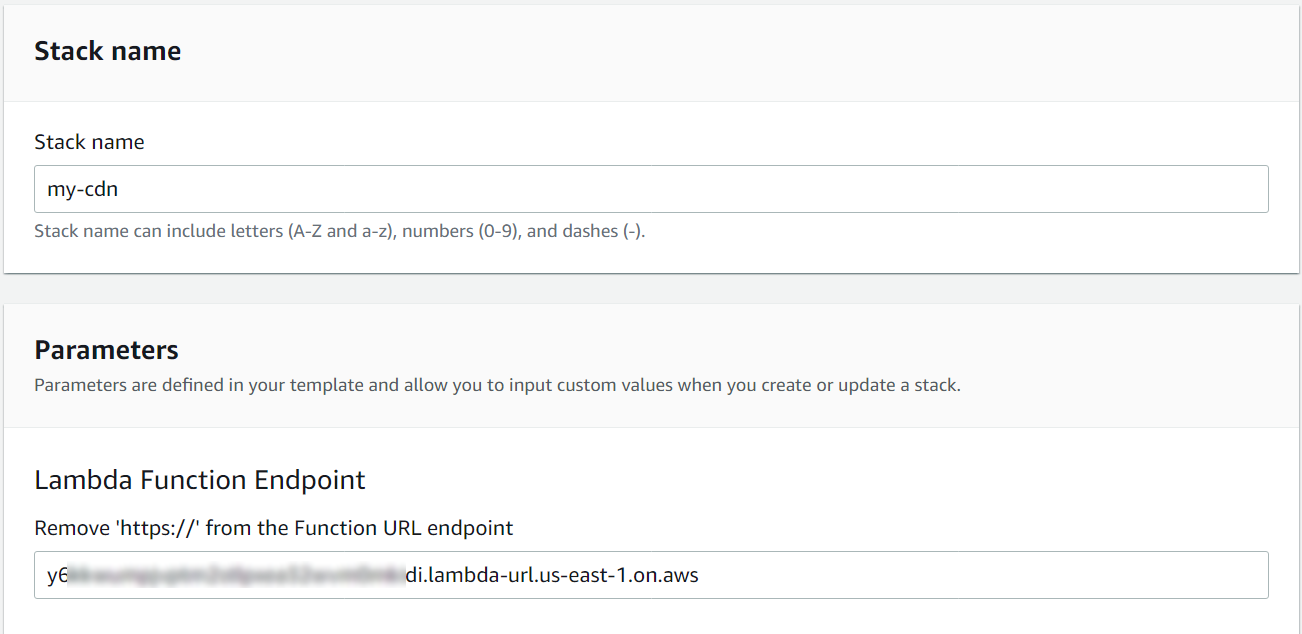 Stack name
Stack name
my-cdn
Stack name can include letters (A-Z and a-z), numbers (0-9), and dashes (-).
Parameters
Parameters are defined in your template and allow you to input custom values when you create or update a stack.
Lambda Function Endpoint
Remove 'https://' from the Function URL endpoint
y6 di.lambda-url.us-east-1.on.aws